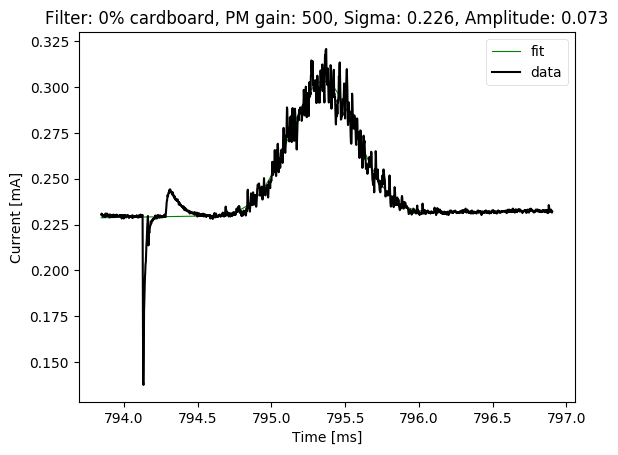 Filter: 0% cardboard, PM gain: 500, Sigma: 0.226, Amplitude: 0.073
fit
data
0.325
0.300
0.275
0.250
0.225
0.200
0.175
0.150
Current [mA]
794.0 794.5 795.0 795.5 796.0 796.5 797.0
Time [ms]